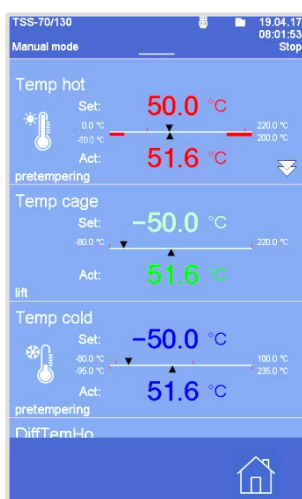 TSS-70/130 19.04.17
08:01:53
Manual mode Stop
Temp hot
Set: 50.0 °C
0.0 °C 220.0 °C
-80.0 °C 200.0 °C
Act: 51.6 °C
pretempering
Temp cage
Set: -50.0 °C
-80.0 °C 220.0 °C
Act: 51.6 °C
lift
Temp cold
Set: -50.0 °C
-80.0 °C 100.0 °C
-95.0 °C 235.0 °C
Act: 51.6 °C
pretempering
DiffTemHo